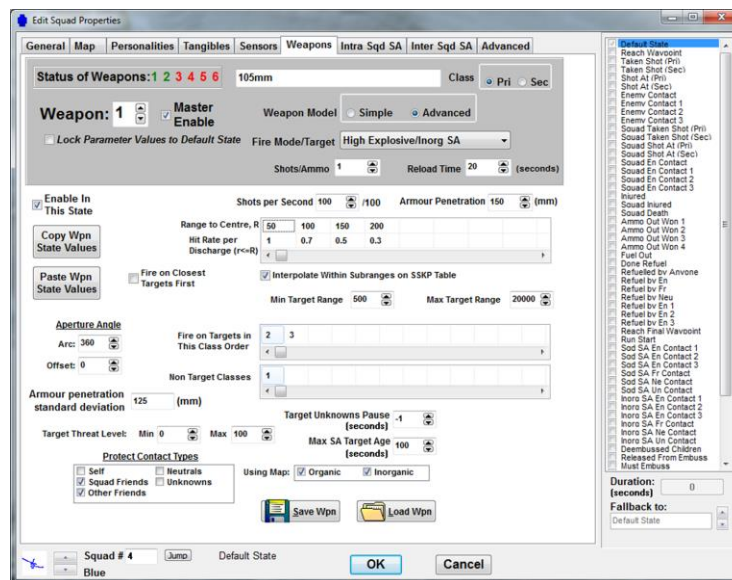 Edit Squad Properties
General Map Personalities Tangibles Sensors Weapons Intra Sqd SA Inter Sqd SA Advanced
Status of Weapons: 1 2 3 4 5 6 105mm Class Pri Sec
Weapon: 1 Master Enable Weapon Model Simple Advanced
Lock Parameter Values to Default State Fire Mode/Target High Explosive/Inorg SA
Shots/Ammo 1 Reload Time 20 (seconds)
Enable In This State Shots per Second 100 /100 Armour Penetration 150 (mm)
Range to Centre, R 50 100 150 200
Copy Wpn State Values Hit Rate per Discharge (r<=R) 1 0.7 0.5 0.3
Paste Wpn State Values Fire on Closest Targets First Interpolate Within Subranges on SSKP Table
Min Target Range 500 Max Target Range 20000
Aperture Angle
Arc: 360 Fire on Targets in This Class Order 2 3
Offset: 0
Non Target Classes 1
Armour penetration standard deviation 125 (mm)
Target Unknowns Pause (seconds) -1
Target Threat Level: Min 0 Max 100 Max SA Target Age (seconds) 100
Protect Contact Types
Self Neutrals Using Map: Organic Inorganic
Squad Friends Unknowns
Other Friends
Save Wpn Load Wpn
Squad # 4 Jump Default State
Blue
OK Cancel
Default State
Reach Waypoint
Taken Shot (Pri)
Taken Shot (Sec)
Shot At (Pri)
Shot At (Sec)
Enemy Contact
Enemy Contact 1
Enemy Contact 2
Enemy Contact 3
Squad Taken Shot (Pri)
Squad Taken Shot (Sec)
Squad Shot At (Pri)
Squad Shot At (Sec)
Squad En Contact
Squad En Contact 1
Squad En Contact 2
Squad En Contact 3
Injured
Squad Injured
Squad Death
Ammo Out Won 1
Ammo Out Won 2
Ammo Out Won 3
Ammo Out Won 4
Fuel Out
Done Refuel
Refuelled by Anyone
Refuel by En
Refuel by Fr
Refuel by Neu
Refuel by En 1
Refuel by En 2
Refuel by En 3
Reach Final Waypoint
Run Start
Sqd SA En Contact 1
Sqd SA En Contact 2
Sqd SA En Contact 3
Sqd SA Fr Contact
Sqd SA Ne Contact
Sqd SA Un Contact
Inorg SA En Contact 1
Inorg SA En Contact 2
Inorg SA En Contact 3
Inorg SA Fr Contact
Inorg SA Ne Contact
Inorg SA Un Contact
Deembussed Children
Released From Embuss
Must Embuss
Duration: (seconds) 0
Fallback to:
Default State